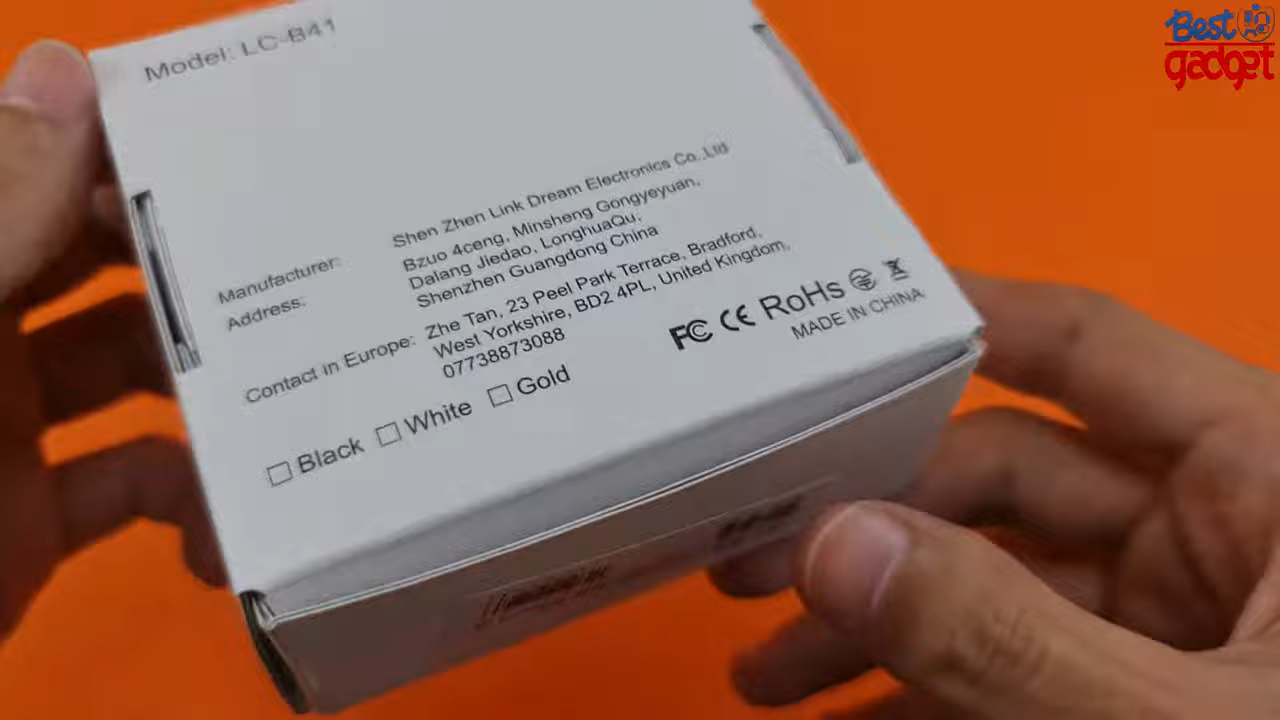 Best
gadget
Model: LC-B41
Manufacturer: Shen Zhen Link Dream Electronics Co.,Ltd
Address: Bzuo 4ceng, Minsheng Gongyeyuan,
Dalang Jiedao, LonghuaQu,
Shenzhen Guangdong China
Contact in Europe: Zhe Tan, 23 Peel Park Terrace, Bradford,
West Yorkshire, BD2 4PL, United Kingdom,
07738873088
FC CE RoHS
MADE IN CHINA
Black White Gold